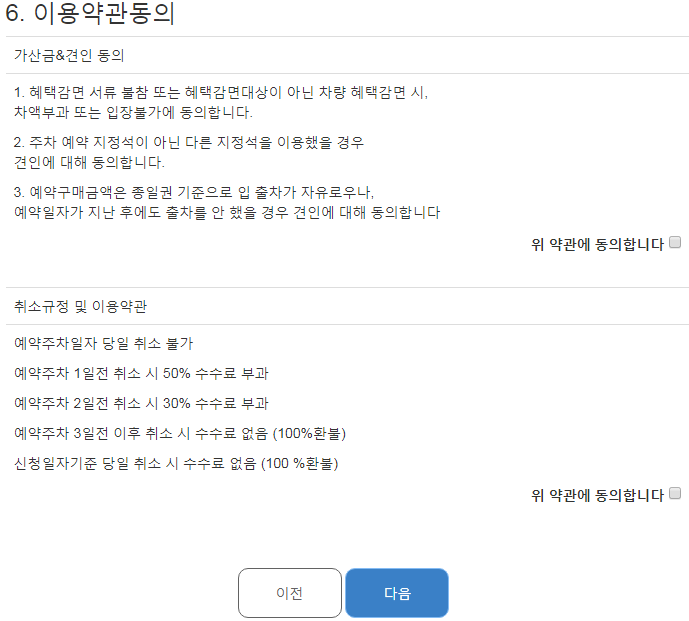 6. 이용약관동의
가산금&견인 동의
1. 혜택감면 서류 불참 또는 혜택감면대상이 아닌 차량 혜택감면 시,
차액부과 또는 입장불가에 동의합니다.
2. 주차 예약 지정석이 아닌 다른 지정석을 이용했을 경우
견인에 대해 동의합니다.
3. 예약구매금액은 종일권 기준으로 입 출차가 자유로우나,
예약일자가 지난 후에도 출차를 안 했을 경우 견인에 대해 동의합니다
위 약관에 동의합니다
취소규정 및 이용약관
예약주차일자 당일 취소 불가
예약주차 1일전 취소 시 50% 수수료 부과
예약주차 2일전 취소 시 30% 수수료 부과
예약주차 3일전 이후 취소 시 수수료 없음 (100%환불)
신청일자기준 당일 취소 시 수수료 없음 (100 %환불)
위 약관에 동의합니다
이전 다음